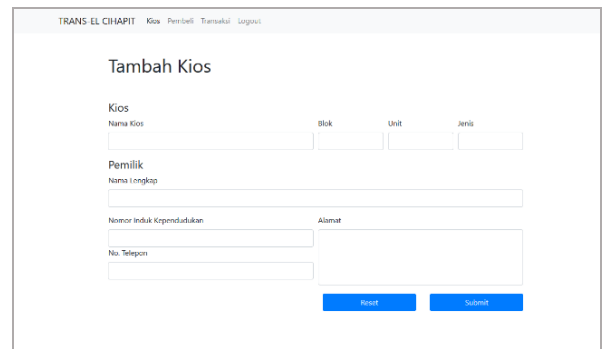 TRANS-EL CIHAPIT Kios Pembeli Transaksi Logout
Tambah Kios
Kios
Nama Kios Blok Unit Jenis
Pemilik
Nama Lengkap
Nomor Induk Kependudukan Alamat
No. Telepon
Reset Submit